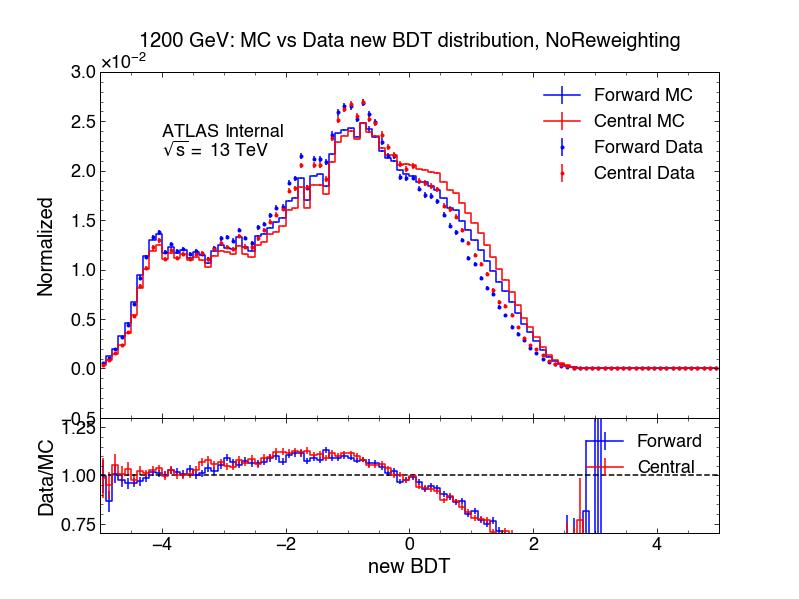 1200 GeV: MC vs Data new BDT distribution, NoReweighting
×10⁻²
3.0
2.5
2.0
1.5
1.0
0.5
0.0
-0.5
Normalized
ATLAS Internal
√s = 13 TeV
Forward MC
Central MC
Forward Data
Central Data
1.25
1.00
0.75
Data/MC
Forward
Central
−4 −2 0 2 4
new BDT